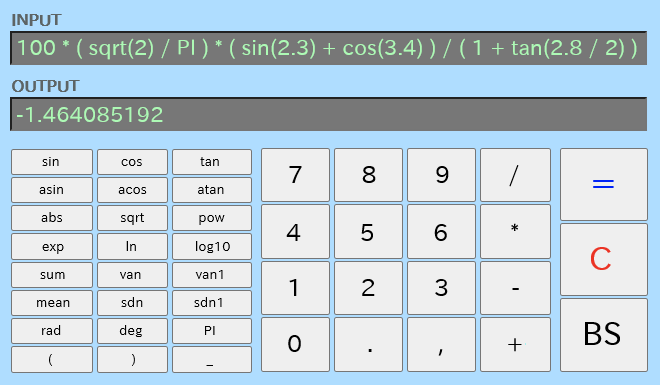 INPUT
100 * ( sqrt(2) / PI ) * ( sin(2.3) + cos(3.4) ) / ( 1 + tan(2.8 / 2) )
OUTPUT
-1.464085192
sin cos tan 7 8 9 / =
asin acos atan
abs sqrt pow 4 5 6 *
exp ln log10 C
sum van van1 1 2 3 -
mean sdn sdn1
rad deg PI 0 . , + BS
( ) _